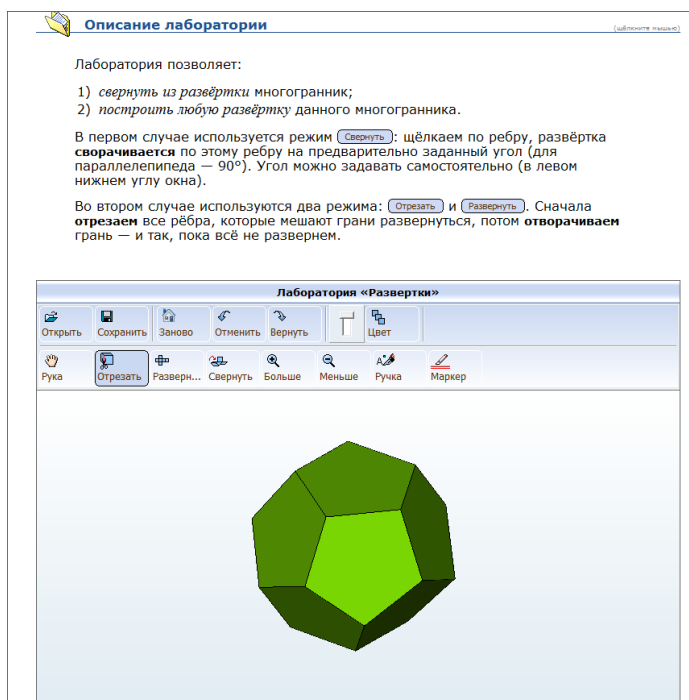 Описание лаборатории
(щёлкните мышью)
Лаборатория позволяет:
1) свернуть из развёртки многогранник;
2) построить любую развёртку данного многогранника.
В первом случае используется режим Свернуть: щёлкаем по ребру, развёртка
сворачивается по этому ребру на предварительно заданный угол (для
параллелепипеда — 90°). Угол можно задавать самостоятельно (в левом
нижнем углу окна).
Во втором случае используются два режима: Отрезать и Развернуть. Сначала
отрезаем все рёбра, которые мешают грани развернуться, потом отворачиваем
грань — и так, пока всё не развернем.
Лаборатория «Развертки»
Открыть Сохранить Заново Отменить Вернуть Цвет
Рука Отрезать Разверн... Свернуть Больше Меньше Ручка Маркер